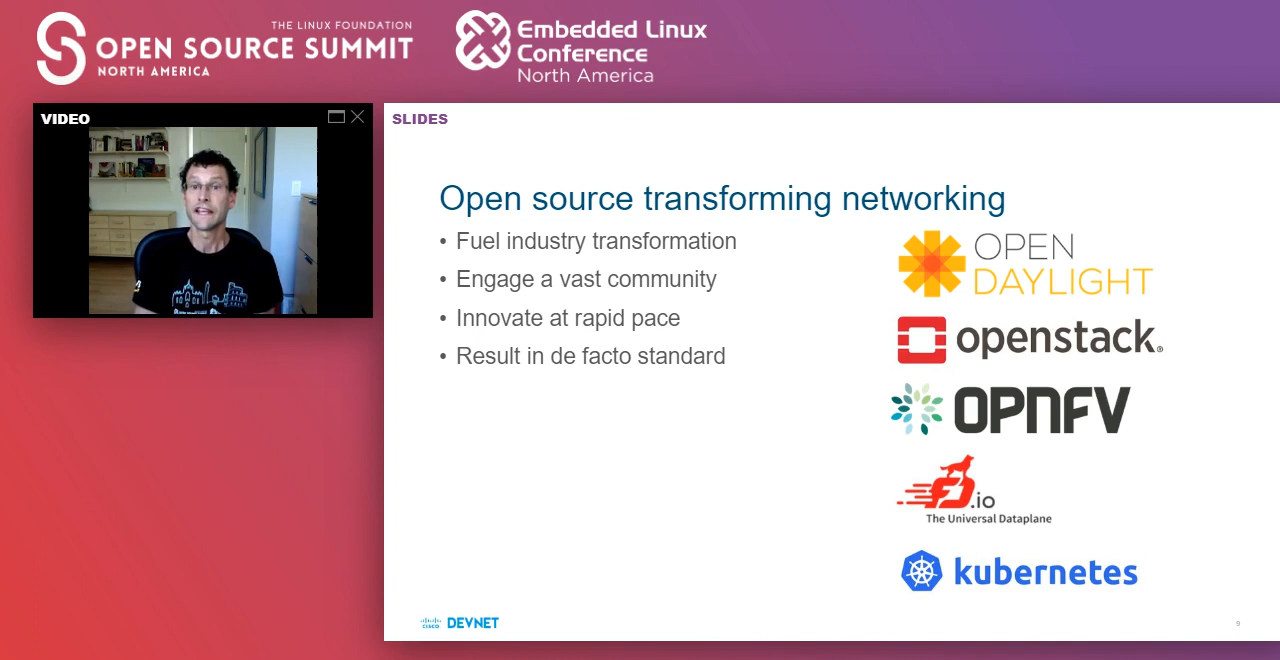 THE LINUX FOUNDATION
OPEN SOURCE SUMMIT
NORTH AMERICA
Embedded Linux
Conference
North America
VIDEO
SLIDES
Open source transforming networking
• Fuel industry transformation
• Engage a vast community
• Innovate at rapid pace
• Result in de facto standard
OPEN
DAYLIGHT
openstack®
OPNFV
FD.io
The Universal Dataplane
kubernetes
CISCO DEVNET
9